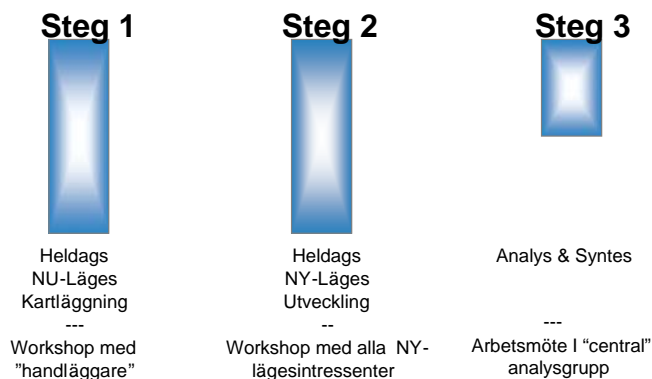 Steg 1
Heldags
NU-Läges
Kartläggning
---
Workshop med
"handläggare”
Steg 2
Heldags
NY-Läges
Utveckling
--
Workshop med alla NY-
lägesintressenter
Steg 3
Analys & Syntes
---
Arbetsmöte I “central”
analysgrupp